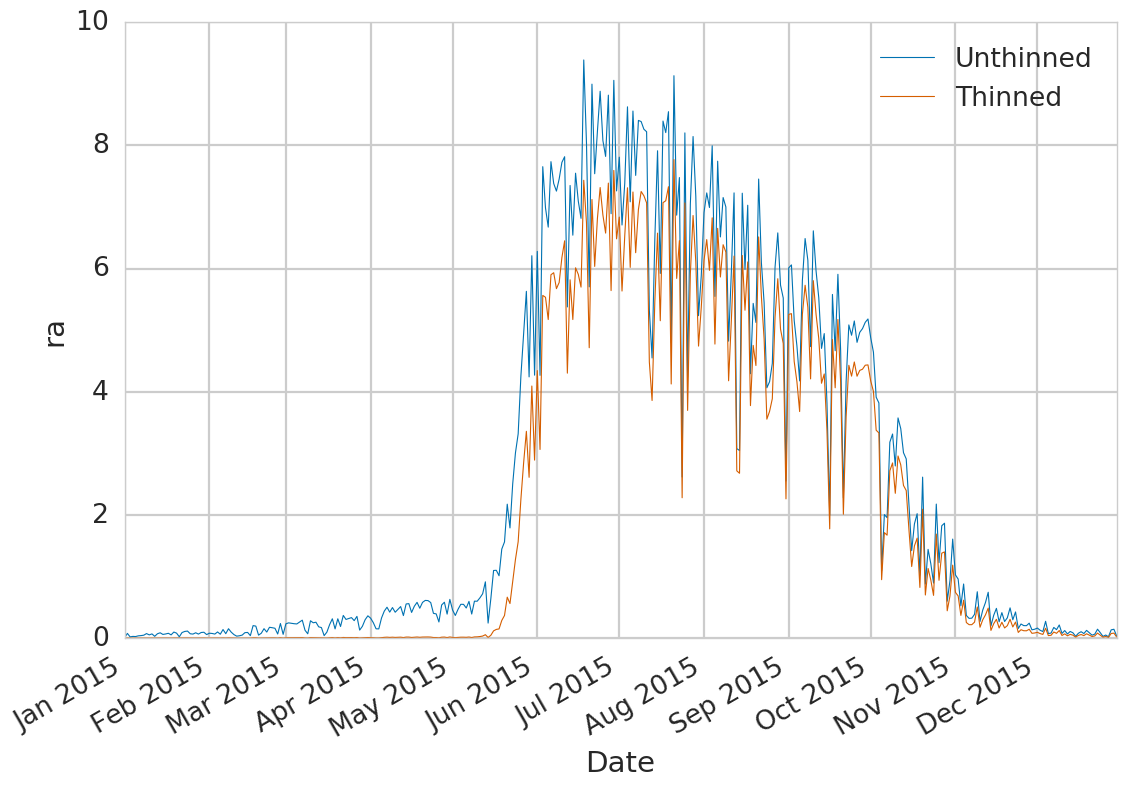 10
Unthinned
Thinned
8
6
ra
4
2
0
Jan 2015
Feb 2015
Mar 2015
Apr 2015
May 2015
Jun 2015
Jul 2015
Aug 2015
Sep 2015
Oct 2015
Nov 2015
Dec 2015
Date